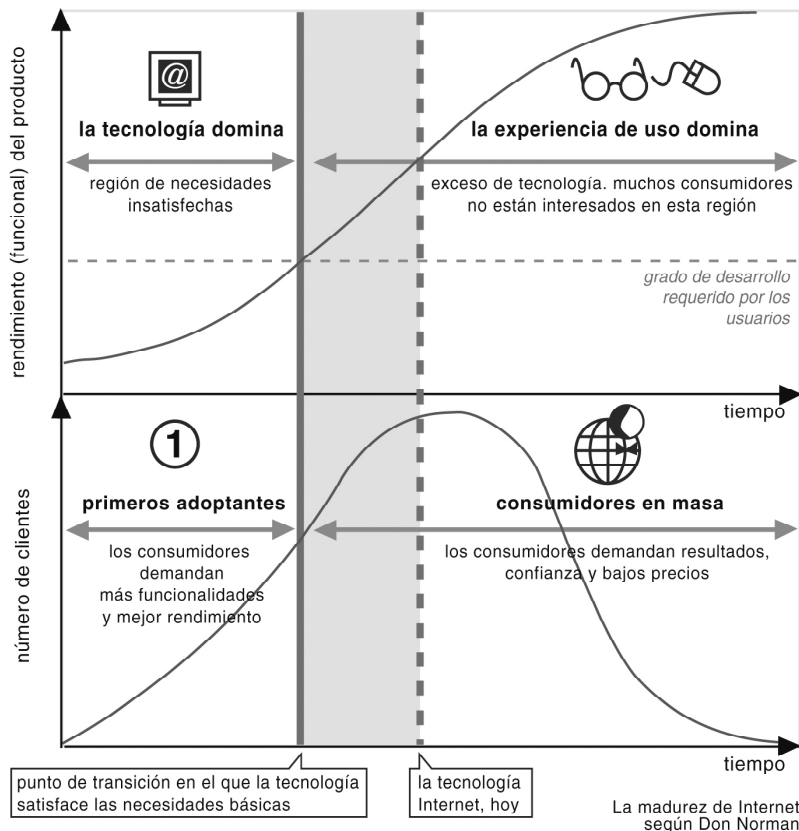 rendimiento (funcional) del producto
@
la tecnología domina
región de necesidades
insatisfechas
la experiencia de uso domina
exceso de tecnología. muchos consumidores
no están interesados en esta región
grado de desarrollo
requerido por los
usuarios
tiempo
número de clientes
1
primeros adoptantes
los consumidores
demandan
más funcionalidades
y mejor rendimiento
consumidores en masa
los consumidores demandan resultados,
confianza y bajos precios
tiempo
punto de transición en el que la tecnología
satisface las necesidades básicas
la tecnología
Internet, hoy
La madurez de Internet
según Don Norman